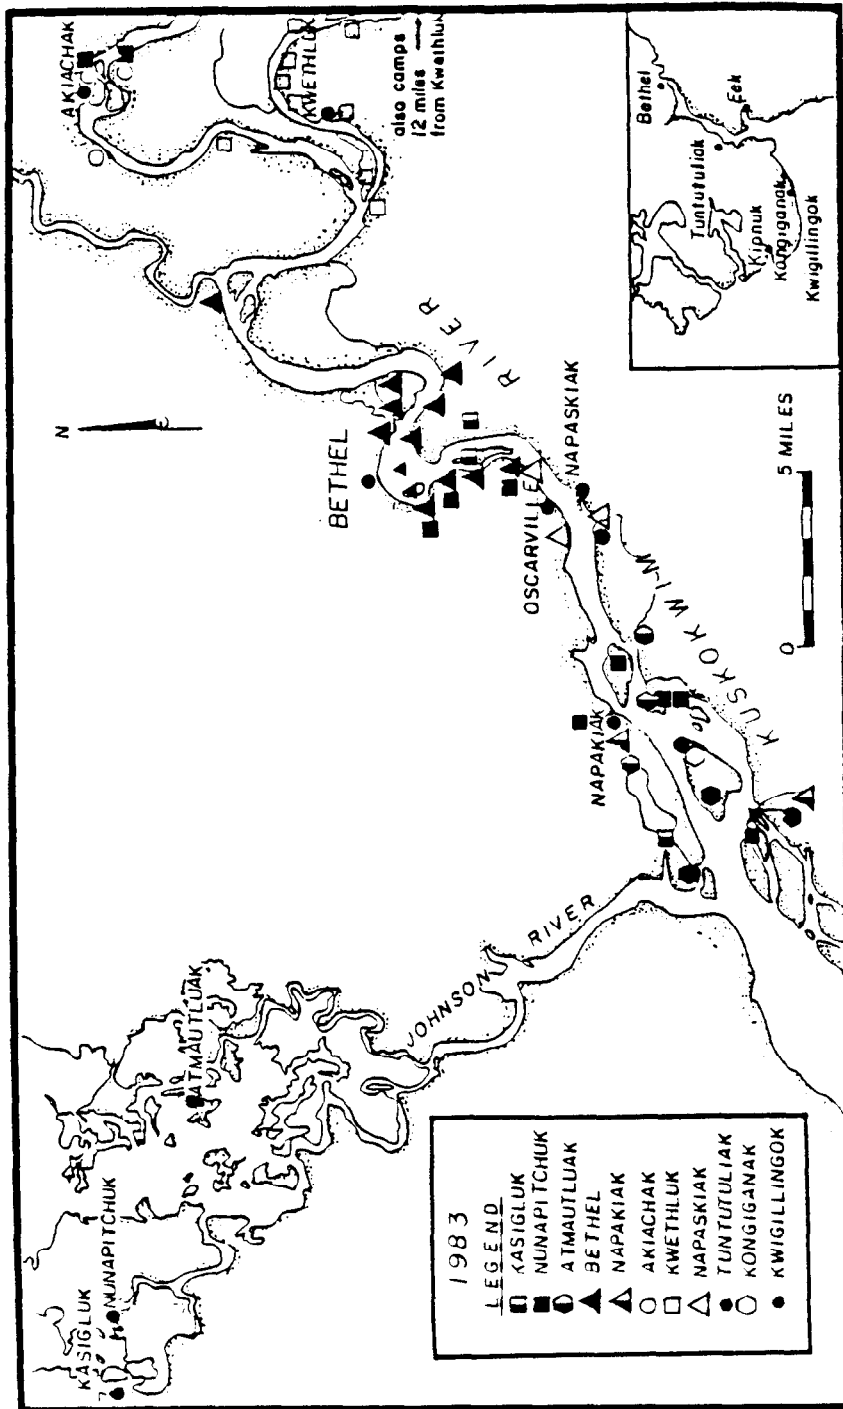 KASIGLUK
NUNAPITCHUK
ATMAUTLUAK
JOHNSON RIVER
NAPAKIAK
OSCARVILLE
NAPASKIAK
BETHEL
N
KUSKOKWIM RIVER
AKIACHAK
KWETHLUK
also camps
12 miles
from Kwethluk
1983
LEGEND
KASIGLUK
NUNAPITCHUK
ATMAUTLUAK
BETHEL
NAPAKIAK
AKIACHAK
KWETHLUK
NAPASKIAK
TUNTUTULIAK
KONGIGANAK
KWIGILLINGOK
0 5 MILES
Bethel
Eek
Tuntutuliak
Kipnuk
Kongiganak
Kwigillingok